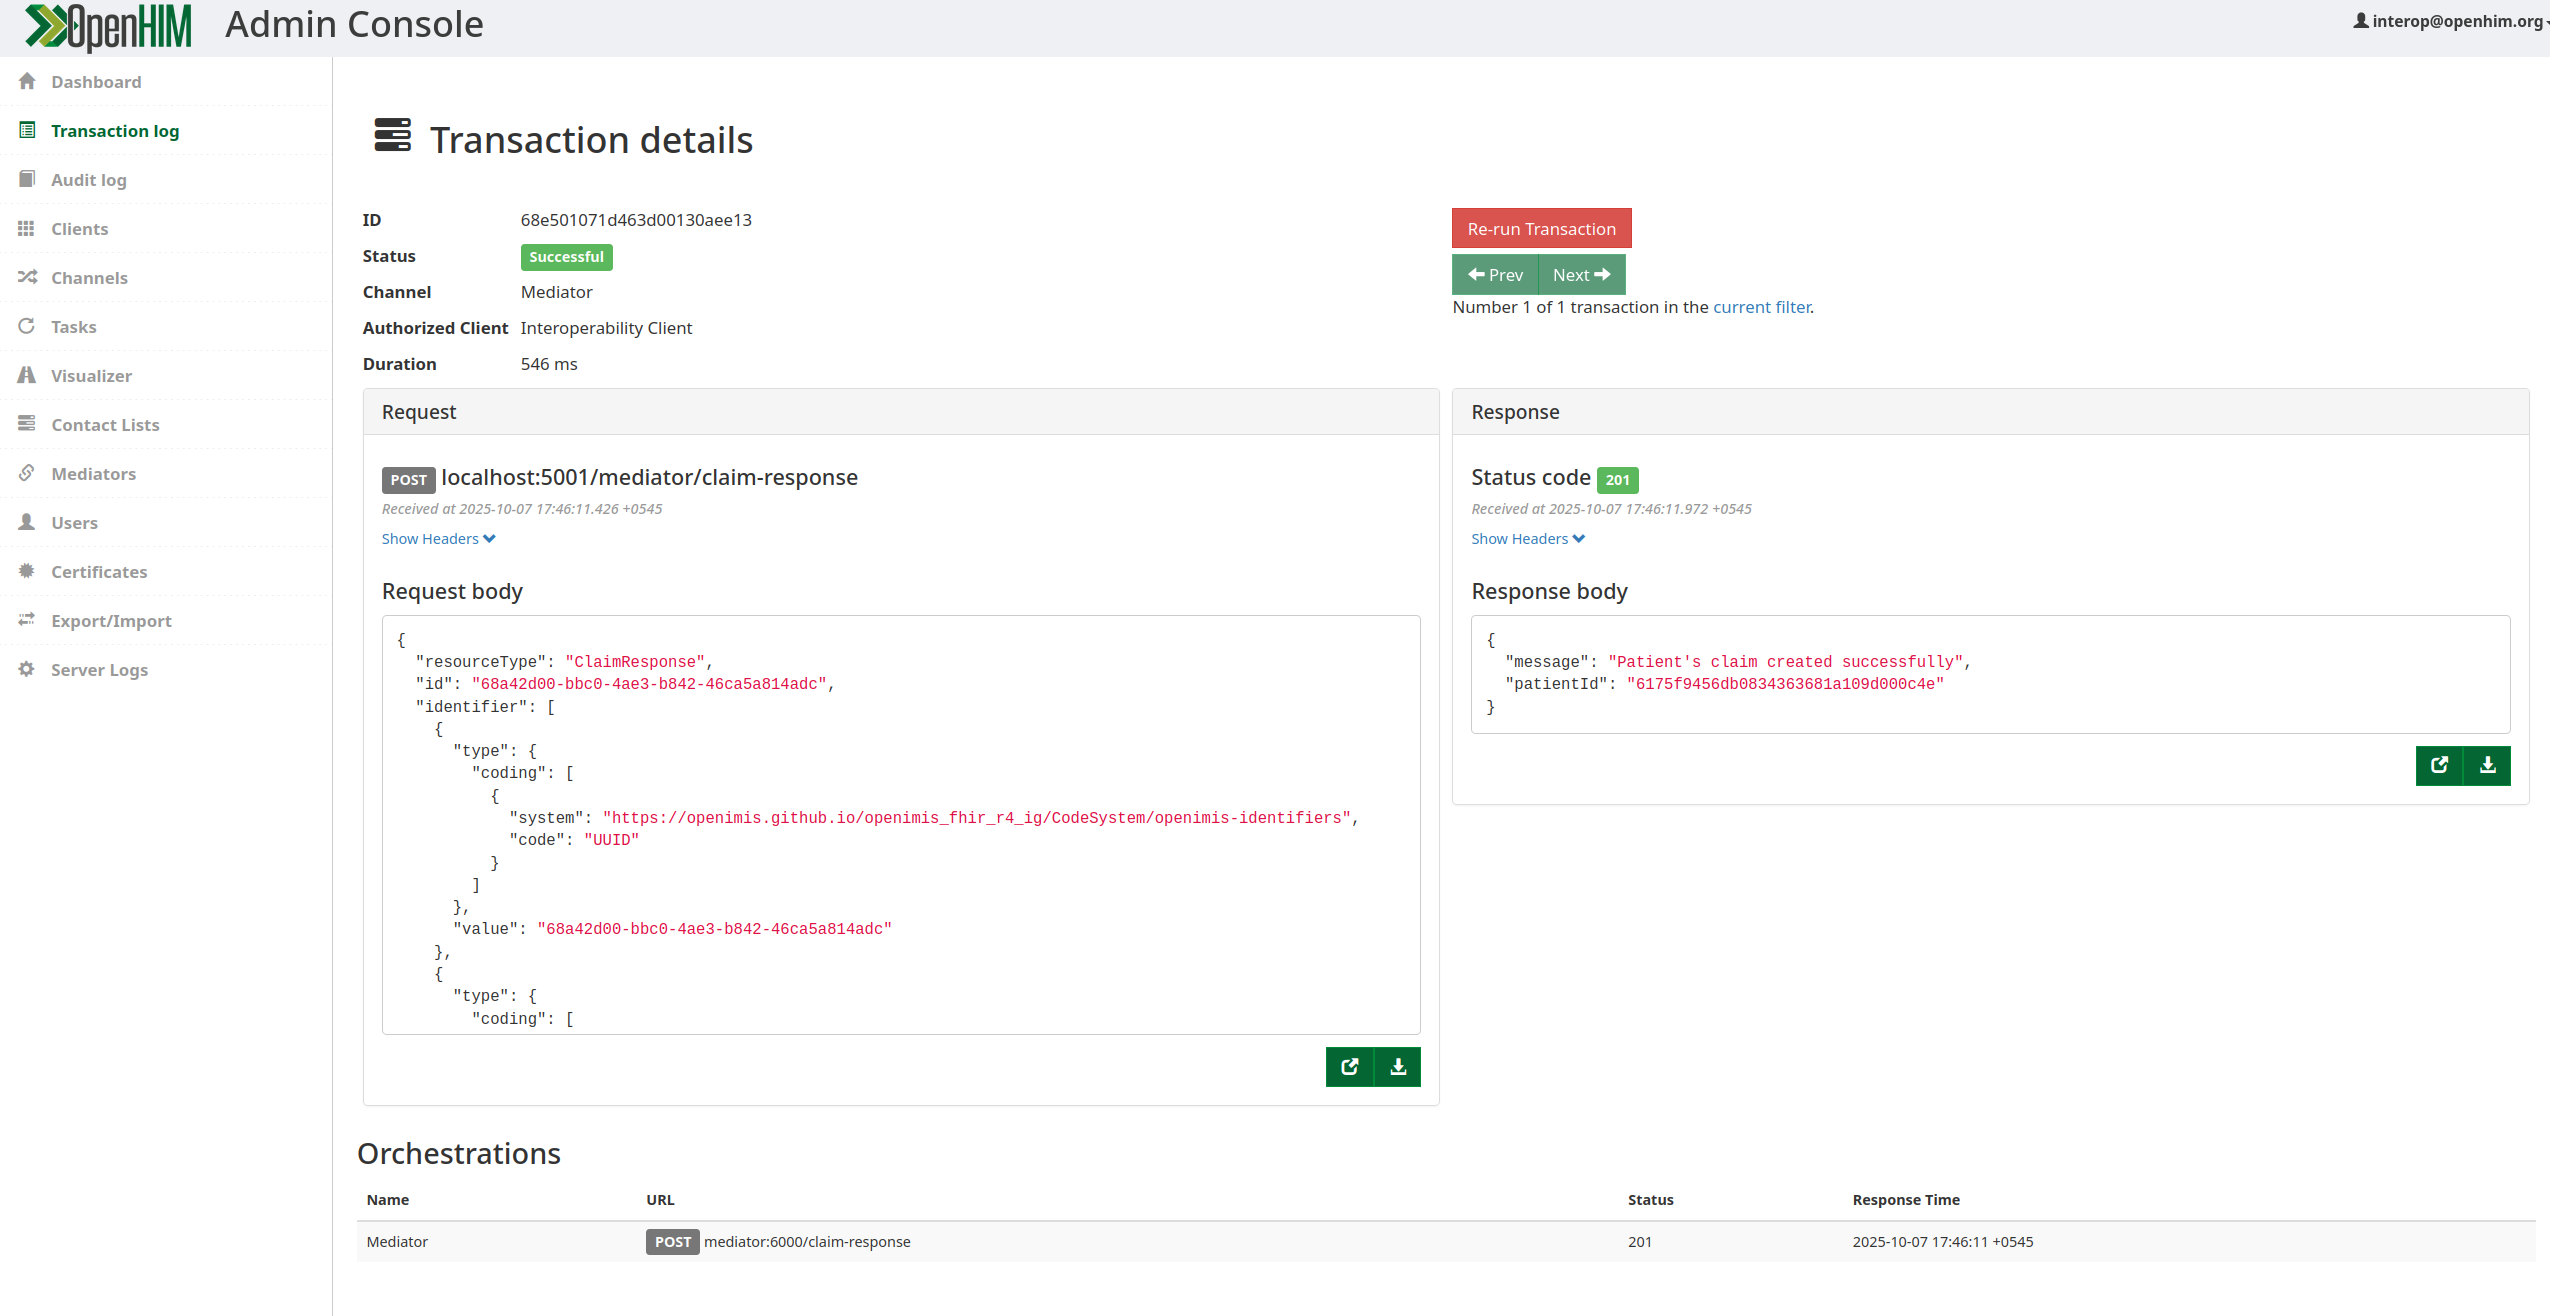 OpenHIM Admin Console
interop@openhim.org
Dashboard
Transaction log
Audit log
Clients
Channels
Tasks
Visualizer
Contact Lists
Mediators
Users
Certificates
Export/Import
Server Logs
Transaction details
ID 68e501071d463d00130aee13
Status Successful
Channel Mediator
Authorized Client Interoperability Client
Duration 546 ms
Re-run Transaction
Prev Next
Number 1 of 1 transaction in the current filter.
Request
POST localhost:5001/mediator/claim-response
Received at 2025-10-07 17:46:11.426 +0545
Show Headers
Request body
{
"resourceType": "ClaimResponse",
"id": "68a42d00-bbc0-4ae3-b842-46ca5a814adc",
"identifier": [
{
"type": {
"coding": [
{
"system": "https://openimis.github.io/openimis_fhir_r4_ig/CodeSystem/openimis-identifiers",
"code": "UUID"
}
]
},
"value": "68a42d00-bbc0-4ae3-b842-46ca5a814adc"
},
{
"type": {
"coding": [
Response
Status code 201
Received at 2025-10-07 17:46:11.972 +0545
Show Headers
Response body
{
"message": "Patient's claim created successfully",
"patientId": "6175f9456db0834363681a109d000c4e"
}
Orchestrations
Name URL Status Response Time
Mediator POST mediator:6000/claim-response 201 2025-10-07 17:46:11 +0545